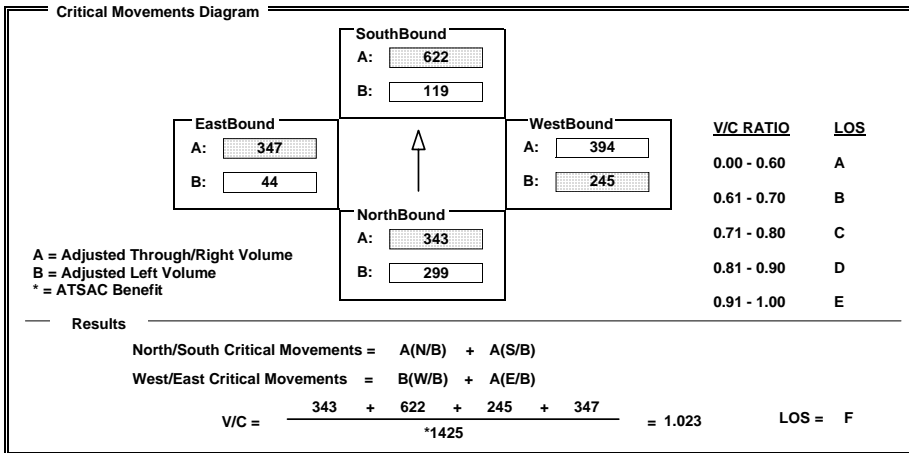 Critical Movements Diagram
SouthBound
A: 622
B: 119
EastBound
A: 347
B: 44
WestBound
A: 394
B: 245
NorthBound
A: 343
B: 299
V/C RATIO LOS
0.00 - 0.60 A
0.61 - 0.70 B
0.71 - 0.80 C
0.81 - 0.90 D
0.91 - 1.00 E
A = Adjusted Through/Right Volume
B = Adjusted Left Volume
* = ATSAC Benefit
Results
North/South Critical Movements = A(N/B) + A(S/B)
West/East Critical Movements = B(W/B) + A(E/B)
343 + 622 + 245 + 347
V/C = = 1.023 LOS = F
*1425